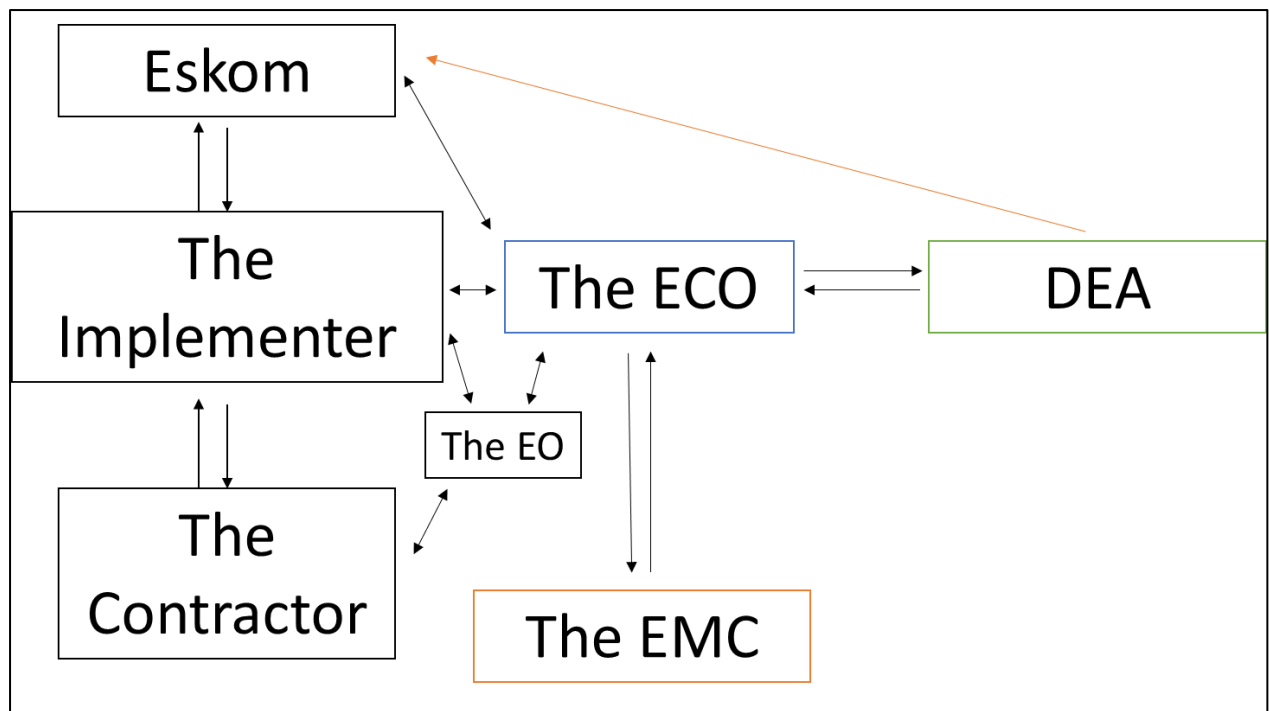 Eskom
The
Implementer
The ECO
DEA
The EO
The
Contractor
The EMC